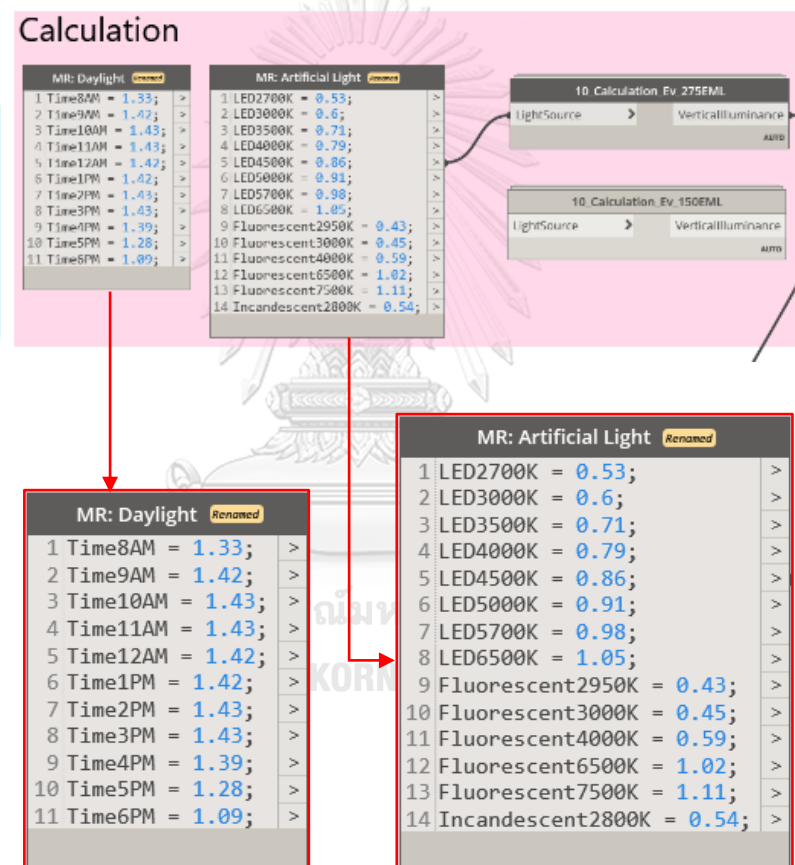 Calculation
MR: Daylight Renamed
1 Time8AM = 1.33; >
2 Time9AM = 1.42; >
3 Time10AM = 1.43; >
4 Time11AM = 1.43; >
5 Time12AM = 1.42; >
6 Time1PM = 1.42; >
7 Time2PM = 1.43; >
8 Time3PM = 1.43; >
9 Time4PM = 1.39; >
10 Time5PM = 1.28; >
11 Time6PM = 1.09; >
MR: Artificial Light Renamed
1 LED2700K = 0.53; >
2 LED3000K = 0.6; >
3 LED3500K = 0.71; >
4 LED4000K = 0.79; >
5 LED4500K = 0.86; >
6 LED5000K = 0.91; >
7 LED5700K = 0.98; >
8 LED6500K = 1.05; >
9 Fluorescent2950K = 0.43; >
10 Fluorescent3000K = 0.45; >
11 Fluorescent4000K = 0.59; >
12 Fluorescent6500K = 1.02; >
13 Fluorescent7500K = 1.11; >
14 Incandescent2800K = 0.54; >
10_Calculation_Ev_275EML
LightSource > VerticalIlluminance
AUTO
10_Calculation_Ev_150EML
LightSource > VerticalIlluminance
AUTO
MR: Daylight Renamed
1 Time8AM = 1.33; >
2 Time9AM = 1.42; >
3 Time10AM = 1.43; >
4 Time11AM = 1.43; >
5 Time12AM = 1.42; >
6 Time1PM = 1.42; >
7 Time2PM = 1.43; >
8 Time3PM = 1.43; >
9 Time4PM = 1.39; >
10 Time5PM = 1.28; >
11 Time6PM = 1.09; >
MR: Artificial Light Renamed
1 LED2700K = 0.53; >
2 LED3000K = 0.6; >
3 LED3500K = 0.71; >
4 LED4000K = 0.79; >
5 LED4500K = 0.86; >
6 LED5000K = 0.91; >
7 LED5700K = 0.98; >
8 LED6500K = 1.05; >
9 Fluorescent2950K = 0.43; >
10 Fluorescent3000K = 0.45; >
11 Fluorescent4000K = 0.59; >
12 Fluorescent6500K = 1.02; >
13 Fluorescent7500K = 1.11; >
14 Incandescent2800K = 0.54; >
KORN